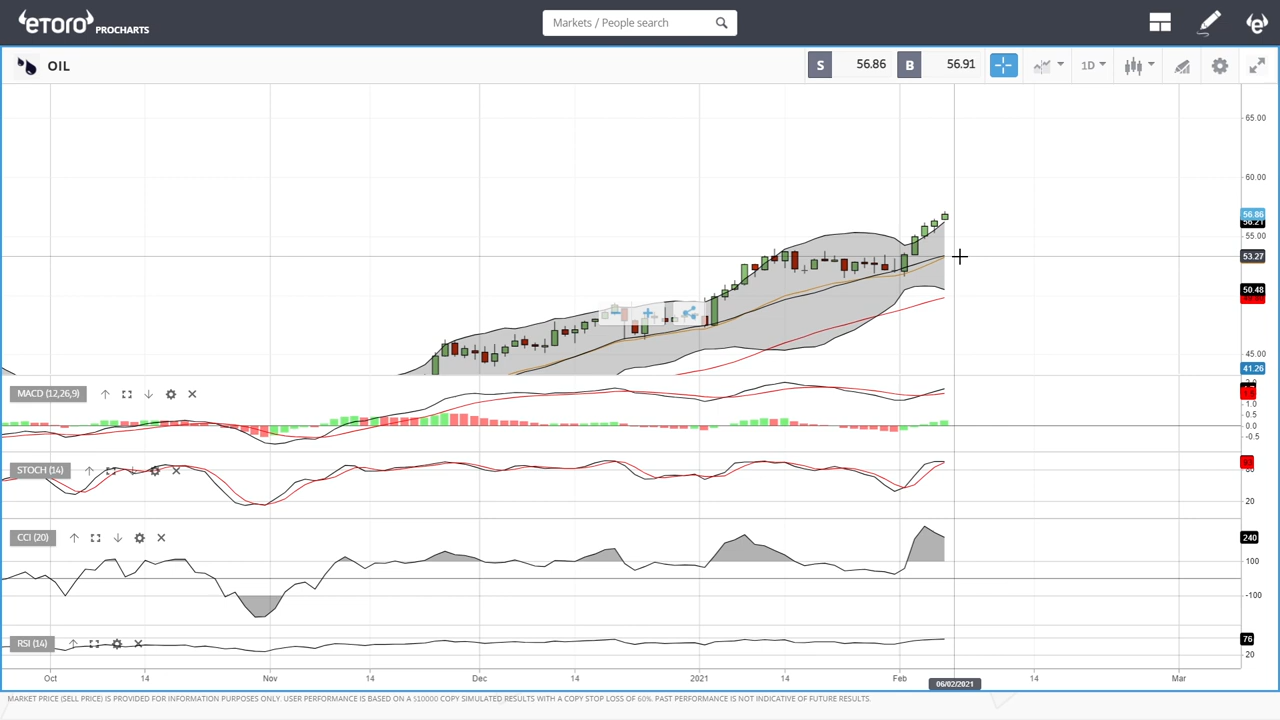 eTORO PROCHARTS
Markets / People search
OIL
S 56.86 B 56.91
1D
65.00
60.00
56.86
56.21
55.00
53.27
50.48
45.00
41.26
MACD (12,26,9)
2.0
1.0
0.5
0.0
-0.5
STOCH (14)
80
20
CCI (20)
240
100
-100
RSI (14)
76
20
Oct 14 Nov 14 Dec 14 2021 14 Feb 14 Mar
06/02/2021
MARKET PRICE (SELL PRICE) IS PROVIDED FOR INFORMATION PURPOSES ONLY. USER PERFORMANCE IS BASED ON A $10000 COPY SIMULATED RESULTS WITH A COPY STOP LOSS OF 60%. PAST PERFORMANCE IS NOT INDICATIVE OF FUTURE RESULTS.